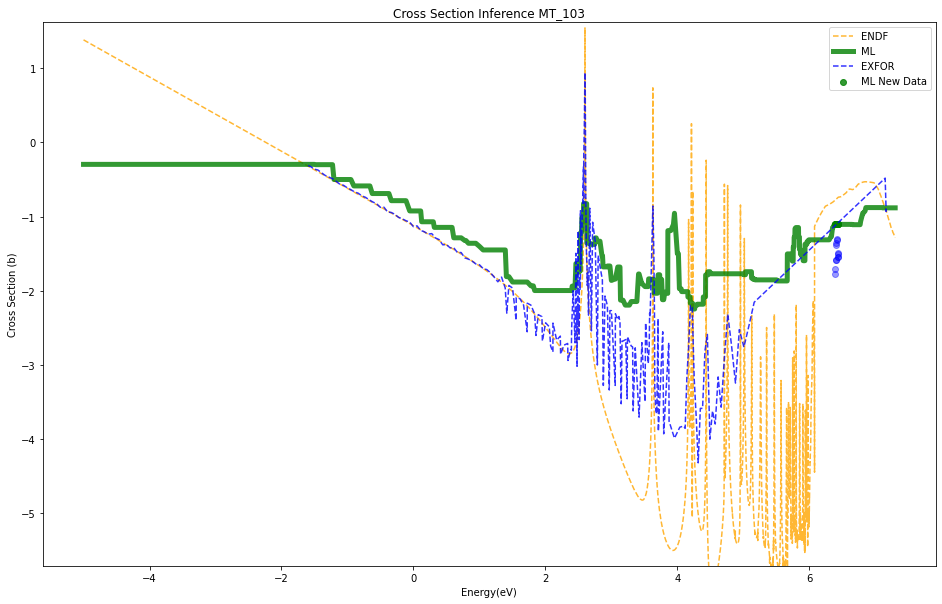 Cross Section Inference MT_103
ENDF
ML
EXFOR
ML New Data
Cross Section (b)
1
0
−1
−2
−3
−4
−5
−4
−2
0
2
4
6
Energy(eV)